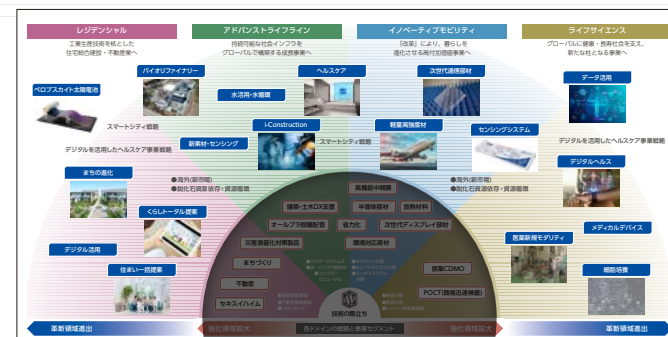 レジデンシャル
アドバンストライフライン
イノベーティブモビリティ
ライフサイエンス
工業生産技術を核とした
住宅総合建設・不動産業へ
持続可能な社会インフラを
グローバルで構築する成長事業へ
「改革」により、暮らしを
進化させる高付加価値事業へ
グローバルに健康・長寿社会を支え、
新たな柱となる事業へ
バイオリファイナリー
ヘルスケア
次世代通信部材
データ活用
ペロブスカイト太陽電池
水活用・水循環
スマートシティ戦略
i-Construction
軽量高強度材
センシングシステム
新素材・センシング
スマートシティ戦略
デジタルを活用したヘルスケア事業戦略
デジタルを活用したヘルスケア事業戦略
まちの進化
デジタルヘルス
●海外(新市場)
●脱化石資源依存・資源循環
●海外(新市場)
●脱化石資源依存・資源循環
高機能中間膜
くらしトータル提案
建築・土木DX支援
半導体部材
放熱材料
オールプラ設備配管
省力化
次世代ディスプレイ部材
メディカルデバイス
デジタル活用
災害激甚化対策製品
環境対応資材
医薬新規モダリティ
まちづくり
住まい一括提案
医薬CDMO
細胞培養
不動産
POCT(簡易迅速検査)
セキスイハイム
技術の際立ち
革新領域進出
強化領域拡大
各ドメインの戦略と事業セグメント
強化領域拡大
革新領域進出